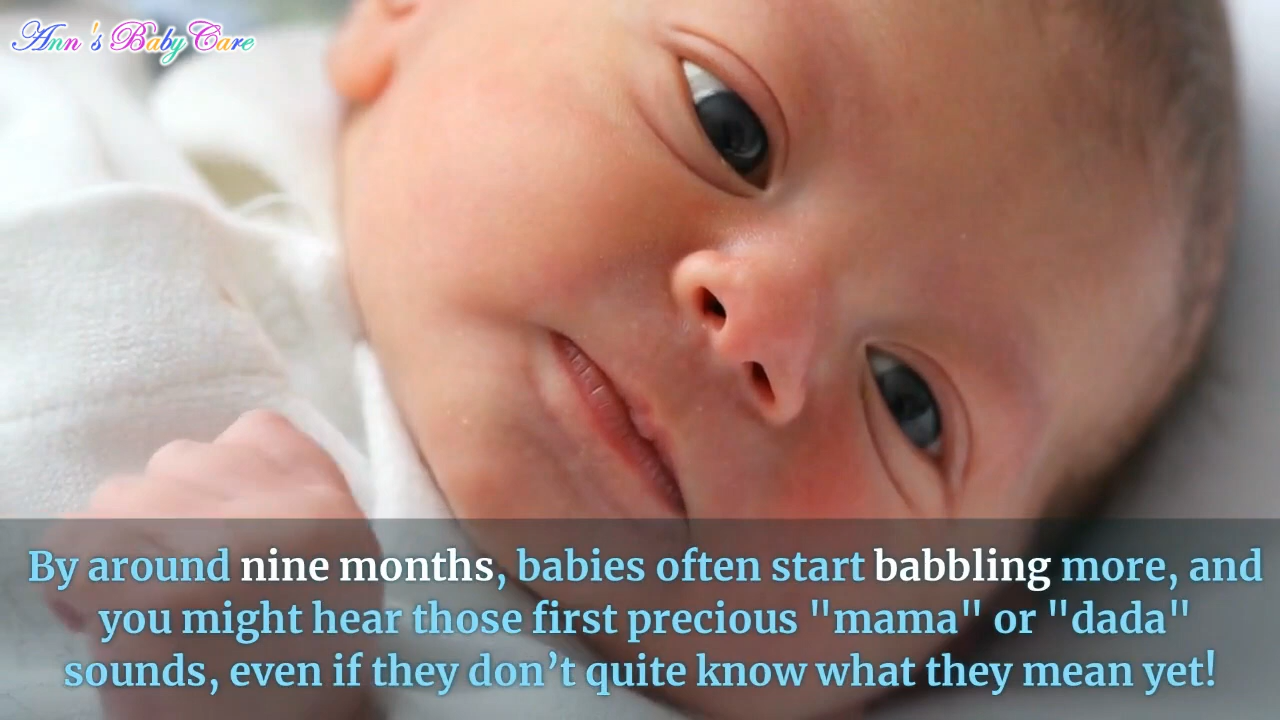 Ann's Baby Care
By around nine months, babies often start babbling more, and
you might hear those first precious "mama" or "dada"
sounds, even if they don’t quite know what they mean yet!